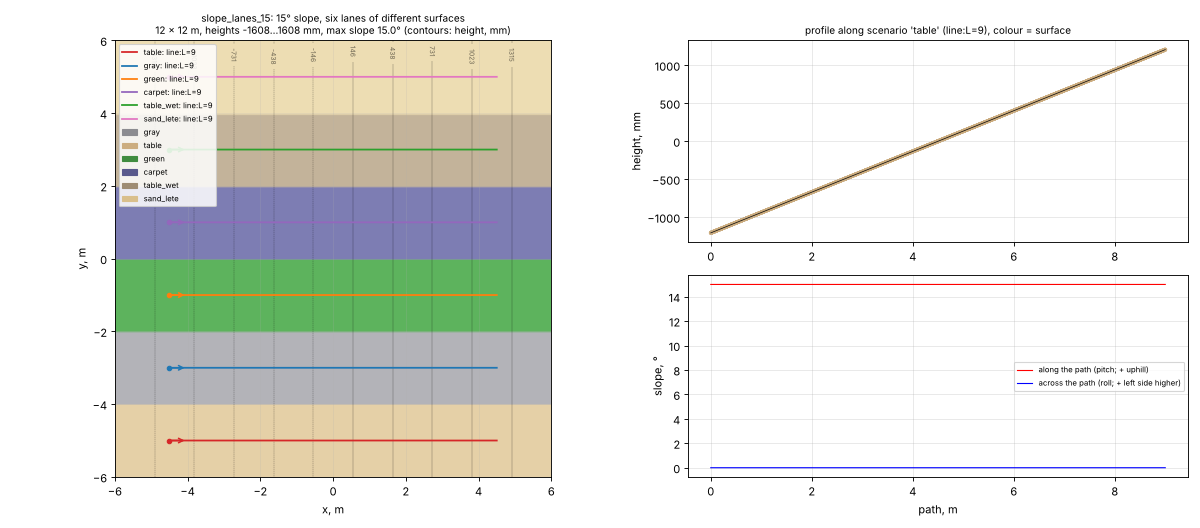 slope_lanes_15: 15° slope, six lanes of different surfaces
12 × 12 m, heights -1608...1608 mm, max slope 15.0° (contours: height, mm)
6
4
2
0
−2
−4
−6
y, m
−6
−4
−2
0
2
4
6
x, m
table: line:L=9
gray: line:L=9
green: line:L=9
carpet: line:L=9
table_wet: line:L=9
sand_lete: line:L=9
gray
table
green
carpet
table_wet
sand_lete
-731
-438
-146
146
438
731
1023
1315
profile along scenario 'table' (line:L=9), colour = surface
1000
500
0
−500
−1000
height, mm
0
2
4
6
8
14
12
10
8
6
4
2
0
slope, °
along the path (pitch; + uphill)
across the path (roll; + left side higher)
0
2
4
6
8
path, m